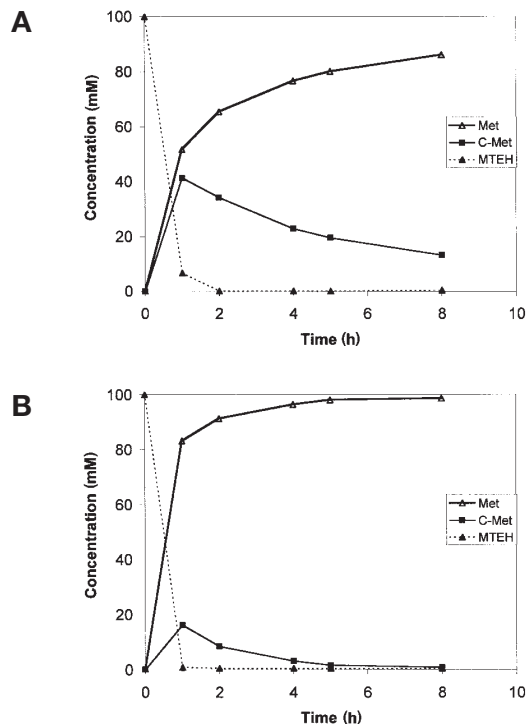 A
100
80
60
40
20
0
Concentration (mM)
Met
C-Met
MTEH
0 2 4 6 8 10
Time (h)
B
100
80
60
40
20
0
Concentration (mM)
Met
C-Met
MTEH
0 2 4 6 8 10
Time (h)